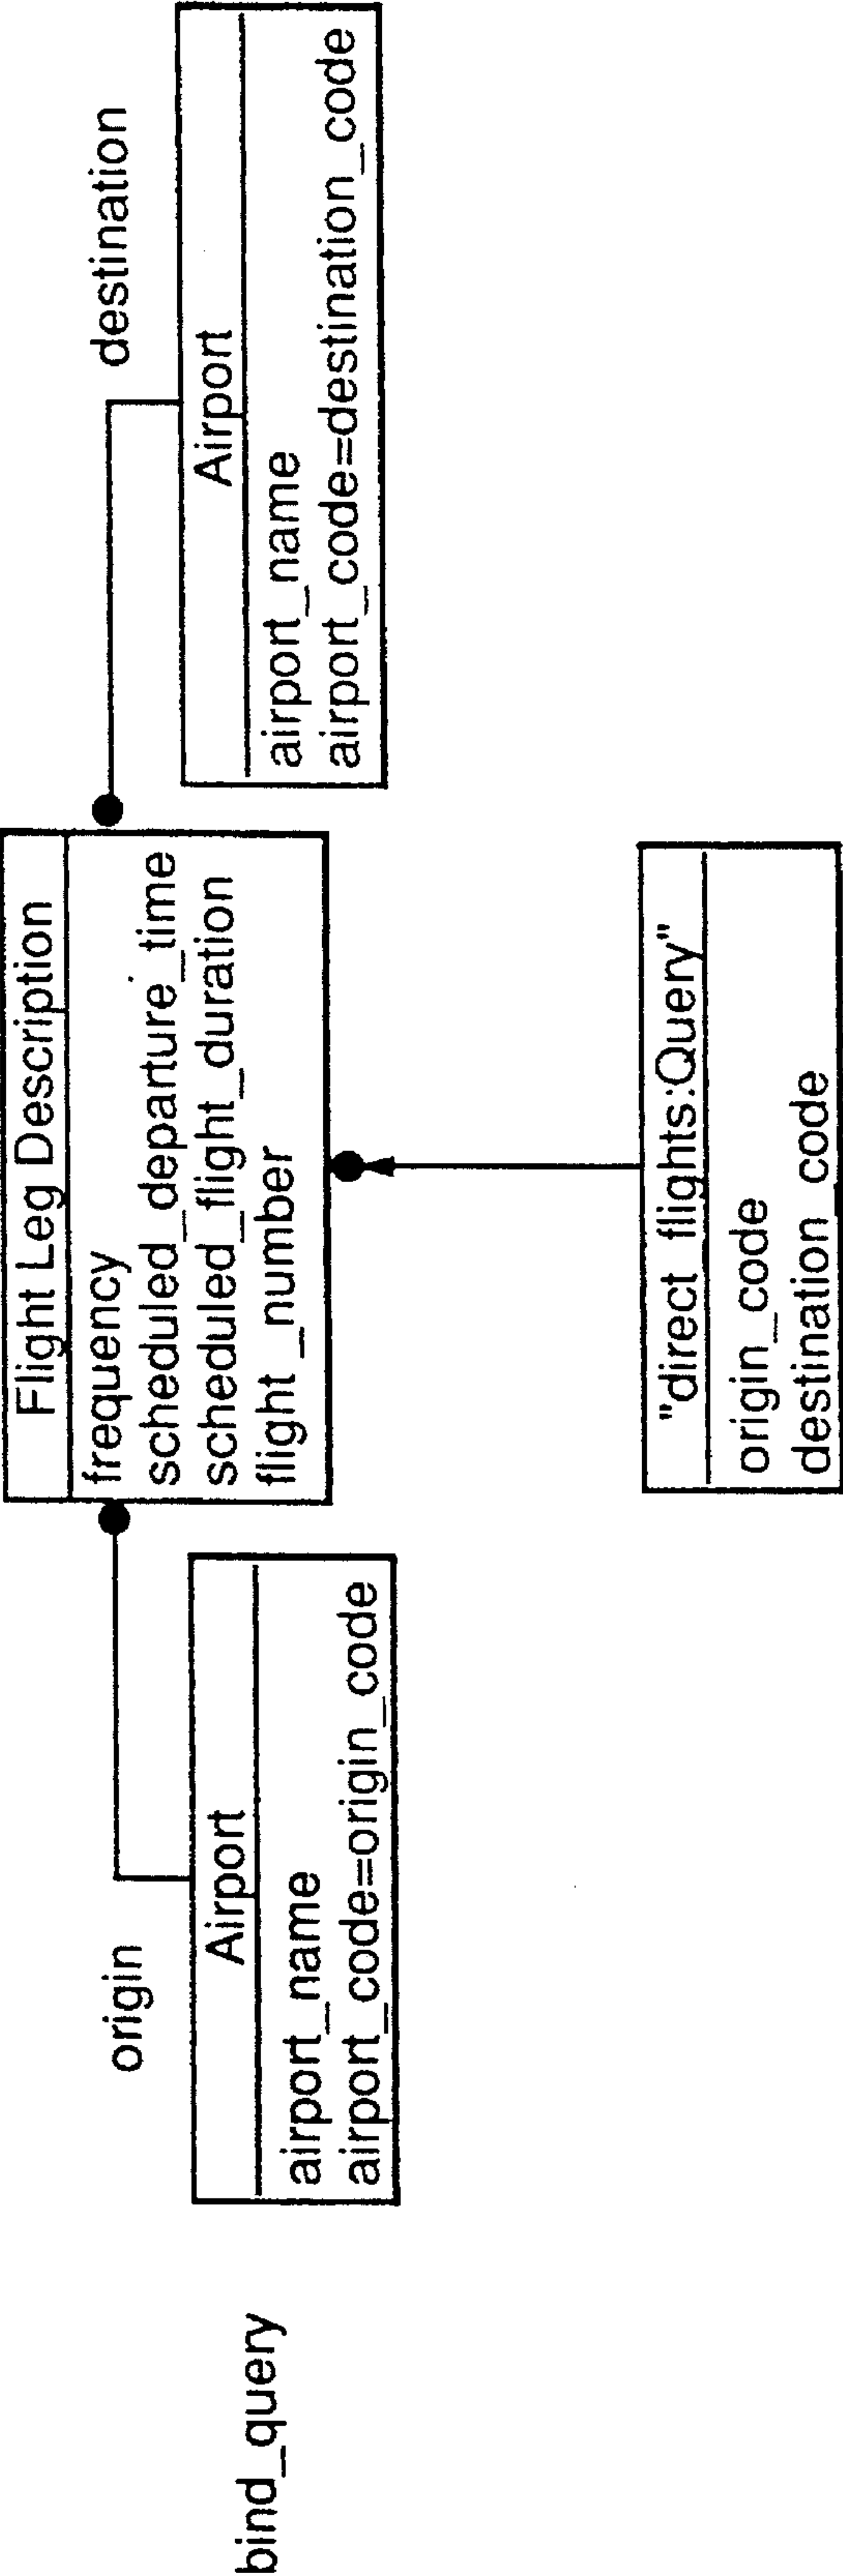 bind_query
origin
Airport
airport_name
airport_code=origin_code
Flight Leg Description
frequency
scheduled_departure_time
scheduled_flight_duration
flight_number
destination
Airport
airport_name
airport_code=destination_code
"direct_flights:Query"
origin_code
destination_code